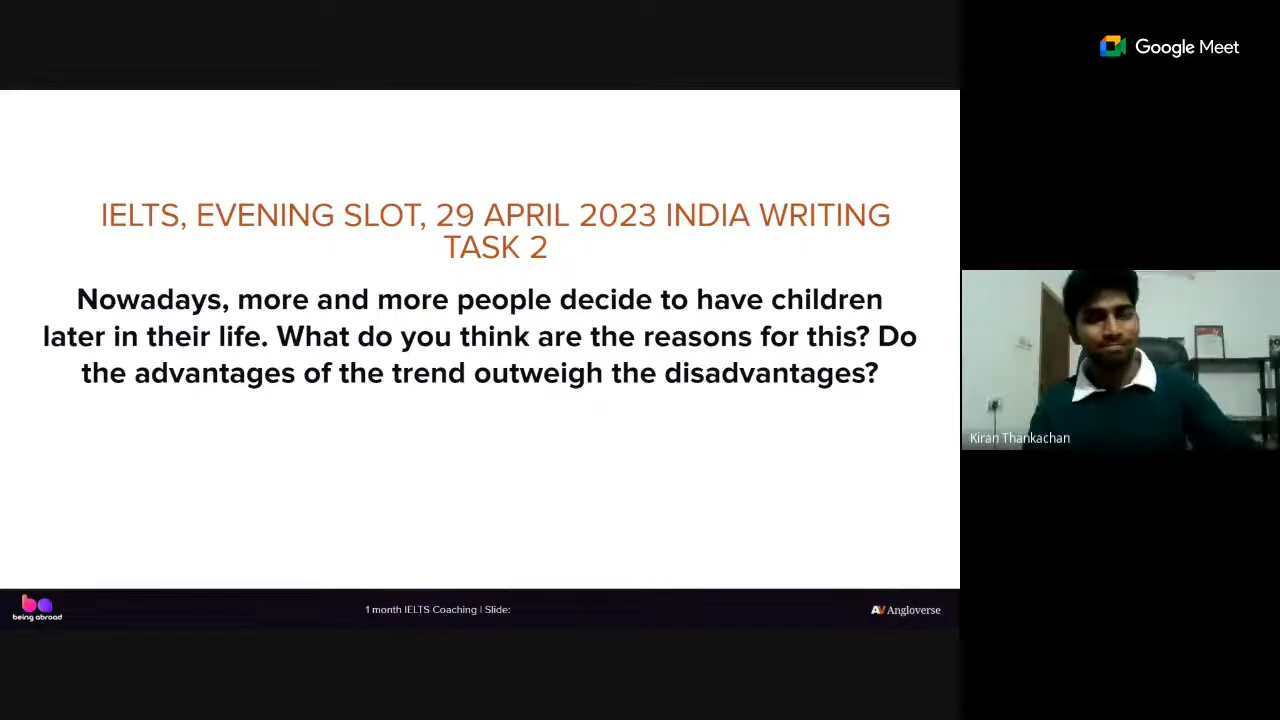 Google Meet
IELTS, EVENING SLOT, 29 APRIL 2023 INDIA WRITING
TASK 2
Nowadays, more and more people decide to have children
later in their life. What do you think are the reasons for this? Do
the advantages of the trend outweigh the disadvantages?
Kiran Thankachan
being abroad
1 month IELTS Coaching | Slide:
AV Angloverse